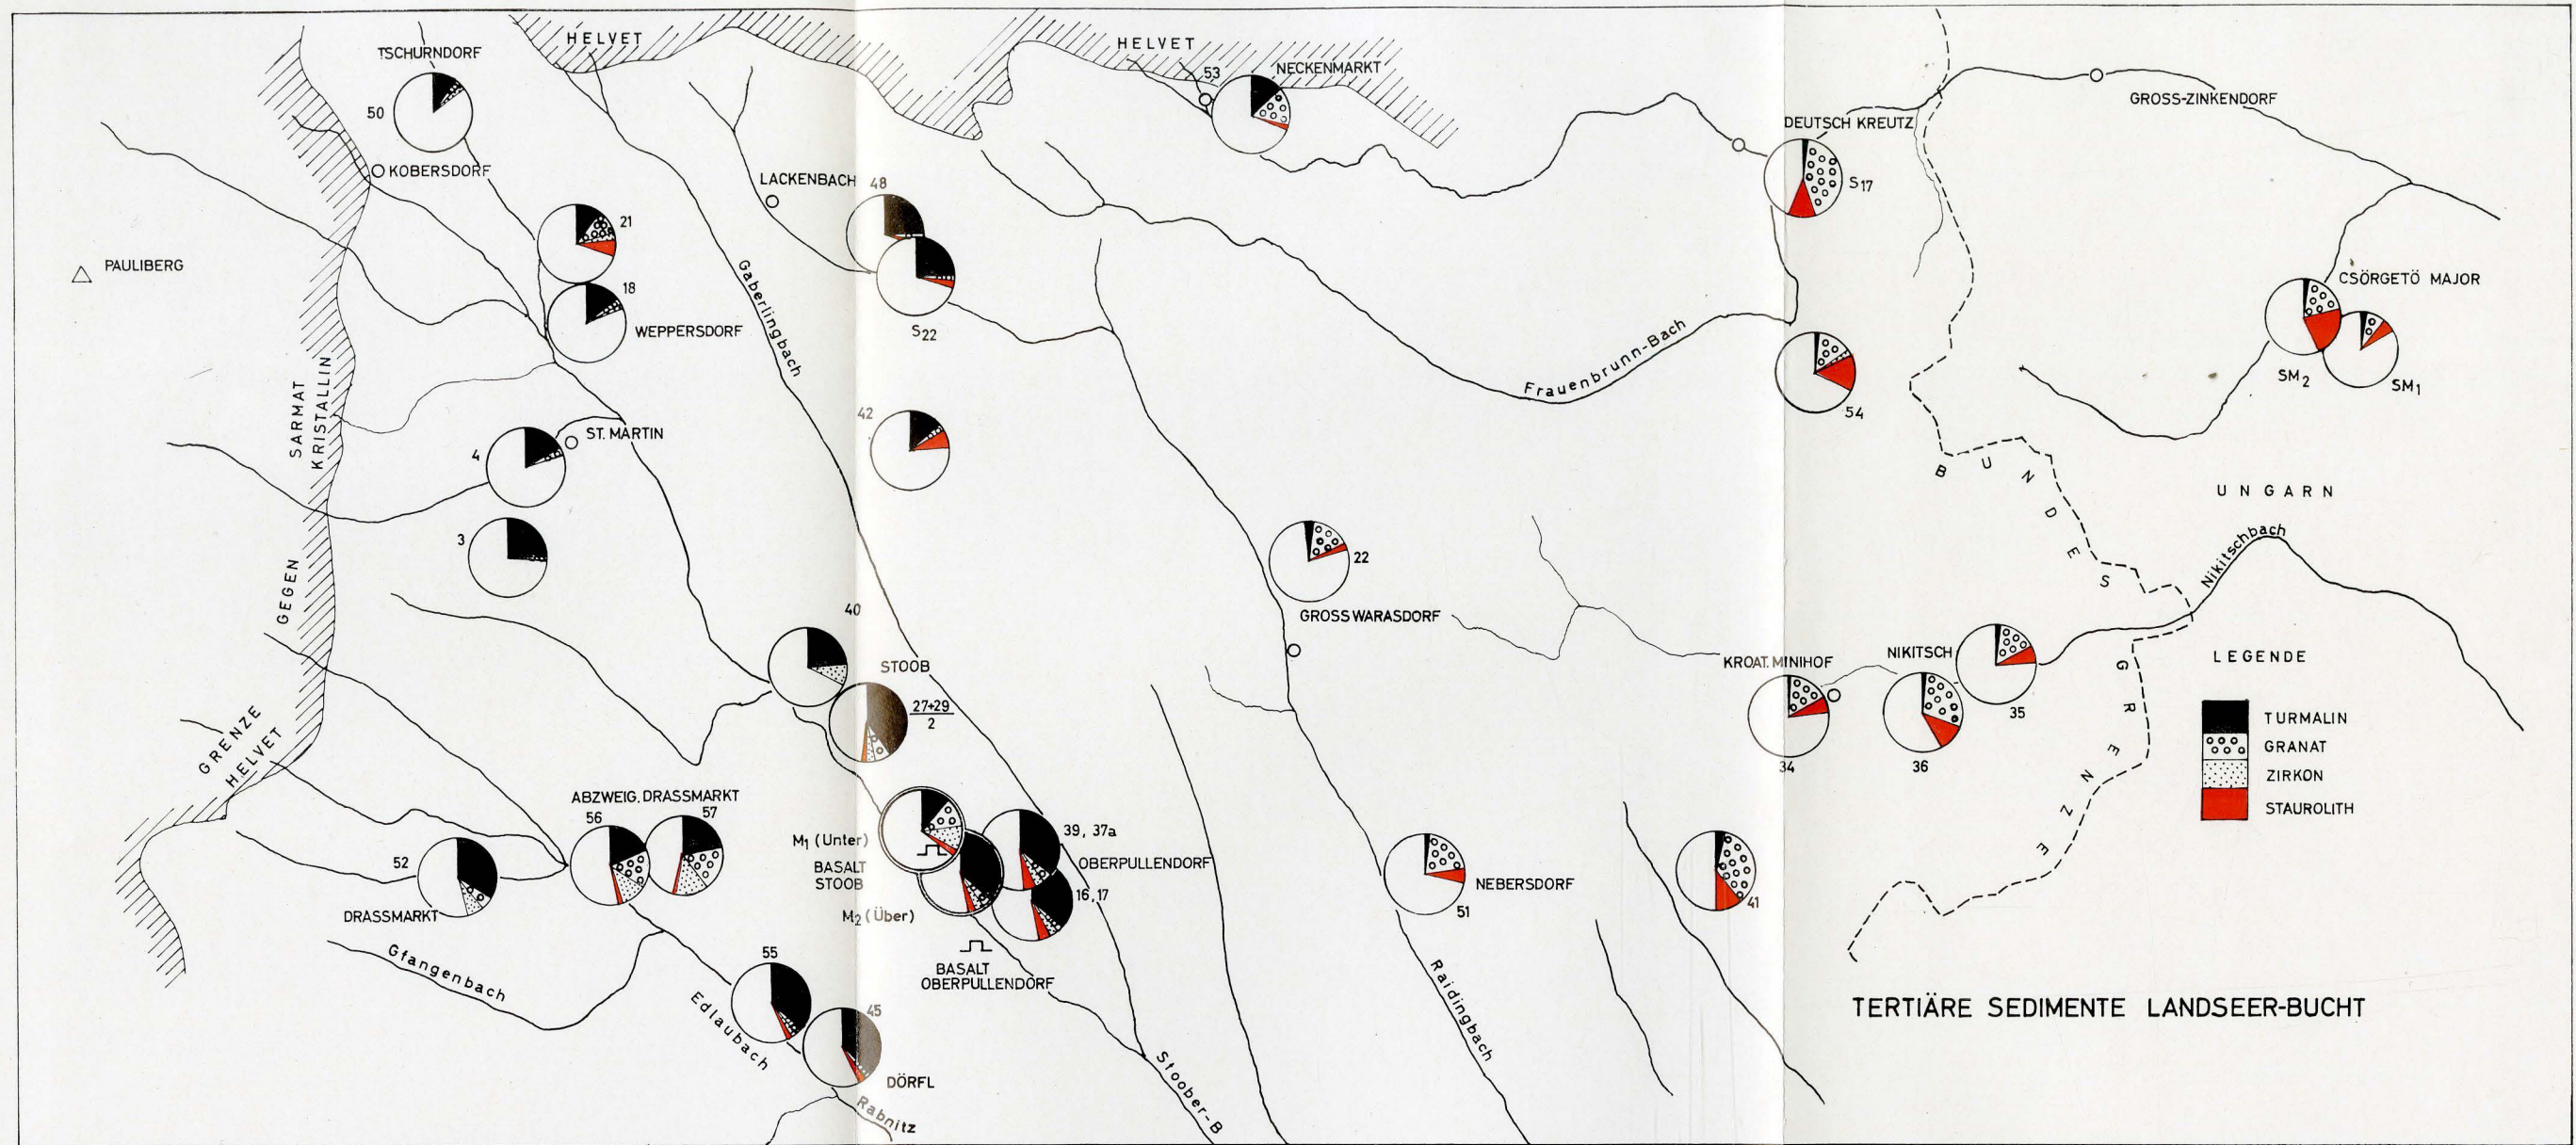 TSCHURNDORF
50
KOBERSDORF
PAULIBERG
HELVET
HELVET
53
NECKENMARKT
LACKENBACH
48
21
18
WEPPERSDORF
Gaberlingbach
S22
DEUTSCH KREUTZ
S17
GROSS-ZINKENDORF
CSÖRGETÖ MAJOR
SM2
SM1
Frauenbrunn-Bach
54
SARMAT
KRISTALLIN
GEGEN
GRENZE
HELVET
42
ST. MARTIN
4
3
22
GROSS WARASDORF
BUNDES
GRENZE
UNGARN
Nikitschbach
40
STOOB
27+29
2
KROAT. MINIHOF
34
NIKITSCH
36
35
LEGENDE
TURMALIN
GRANAT
ZIRKON
STAUROLITH
ABZWEIG. DRASSMARKT
56
57
52
DRASSMARKT
M1 (Unter)
BASALT
STOOB
M2 (Über)
39, 37a
OBERPULLENDORF
16, 17
BASALT
OBERPULLENDORF
NEBERSDORF
51
41
Gfangenbach
55
Edlaubach
45
DÖRFL
Rabnitz
Stoober-B
Raidingbach
TERTIÄRE SEDIMENTE LANDSEER-BUCHT